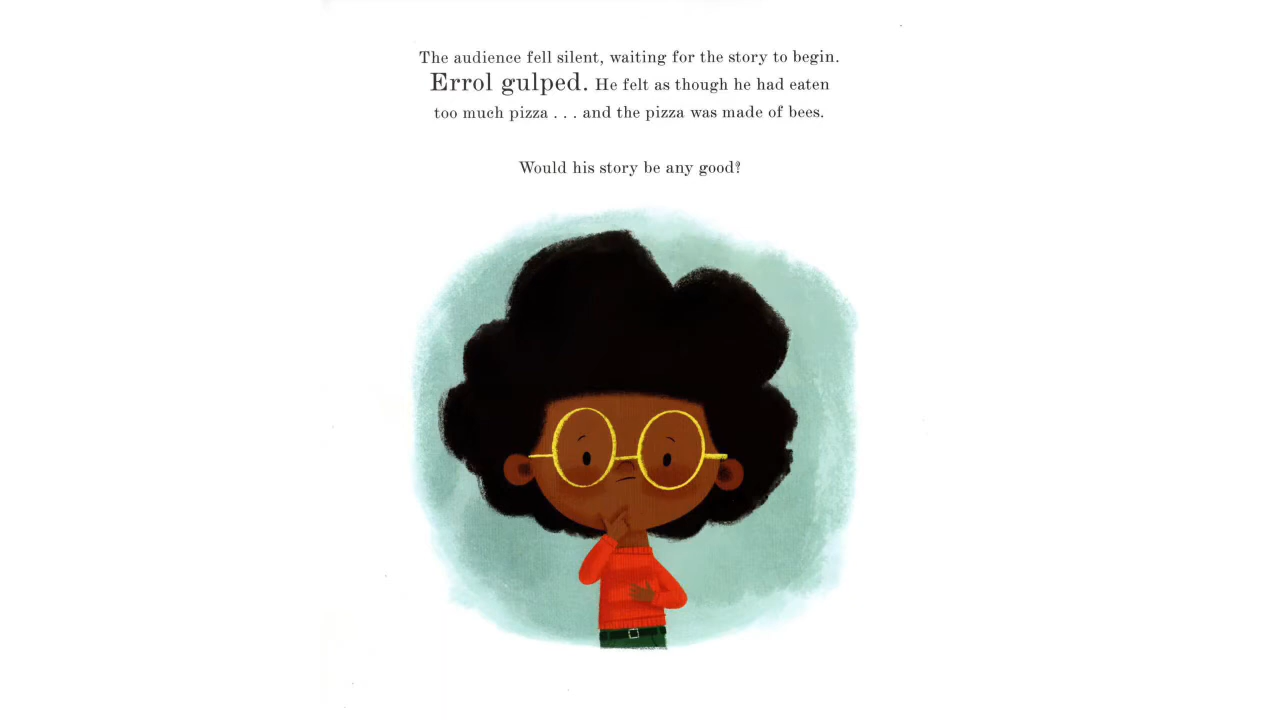 The audience fell silent, waiting for the story to begin.
Errol gulped. He felt as though he had eaten
too much pizza . . . and the pizza was made of bees.
Would his story be any good?